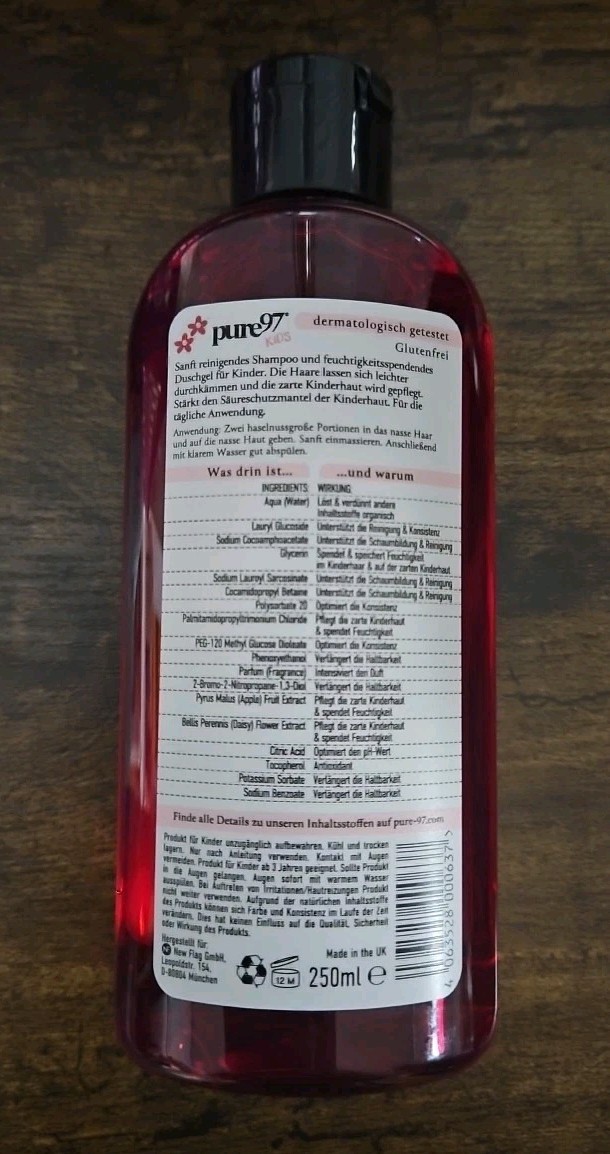 pure97®
KIDS
dermatologisch getestet
Glutenfrei
Sanft reinigendes Shampoo und feuchtigkeitsspendendes
Duschgel für Kinder. Die Haare lassen sich leichter
durchkämmen und die zarte Kinderhaut wird gepflegt.
Stärkt den Säureschutzmantel der Kinderhaut. Für die
tägliche Anwendung.
Anwendung: Zwei haselnussgroße Portionen in das nasse Haar
und auf die nasse Haut geben. Sanft einmassieren. Anschließend
mit klarem Wasser gut abspülen.
Was drin ist... ...und warum
INGREDIENTS: WIRKUNG:
Aqua (Water) Löst & verdünnt andere
Inhaltsstoffe organisch
Lauryl Glucoside Unterstützt die Reinigung & Konsistenz
Sodium Cocoamphoacetate Unterstützt die Schaumbildung & Reinigung
Glycerin Spendet & speichert Feuchtigkeit
im Kinderhaar & auf der zarten Kinderhaut
Sodium Lauroyl Sarcosinate Unterstützt die Schaumbildung & Reinigung
Cocamidopropyl Betaine Unterstützt die Schaumbildung & Reinigung
Polysorbate 20 Optimiert die Konsistenz
Palmitamidopropyltrimonium Chloride Pflegt die zarte Kinderhaut
& spendet Feuchtigkeit
PEG-120 Methyl Glucose Dioleate Optimiert die Konsistenz
Phenoxyethanol Verlängert die Haltbarkeit
Parfum (Fragrance) Intensiviert den Duft
2-Bromo-2-Nitropropane-1,3-Diol Verlängert die Haltbarkeit
Pyrus Malus (Apple) Fruit Extract Pflegt die zarte Kinderhaut
& spendet Feuchtigkeit
Bellis Perennis (Daisy) Flower Extract Pflegt die zarte Kinderhaut
& spendet Feuchtigkeit
Citric Acid Optimiert den pH-Wert
Tocopherol Antioxidant
Potassium Sorbate Verlängert die Haltbarkeit
Sodium Benzoate Verlängert die Haltbarkeit
Finde alle Details zu unseren Inhaltsstoffen auf pure-97.com
Produkt für Kinder unzugänglich aufbewahren. Kühl und trocken
lagern. Nur nach Anleitung verwenden. Kontakt mit Augen
vermeiden. Produkt für Kinder ab 3 Jahren geeignet. Sollte Produkt
in die Augen gelangen, Augen sofort mit warmem Wasser
ausspülen. Bei Auftreten von Irritationen/Hautreizungen Produkt
nicht weiter verwenden. Aufgrund der natürlichen Inhaltsstoffe
des Produkts können sich Farbe und Konsistenz im Laufe der Zeit
verändern. Dies hat keinen Einfluss auf die Qualität, Sicherheit
oder Wirkung des Produkts.
Hergestellt für:
NF New Flag GmbH,
Leopoldstr. 154,
D-80804 München
12 M
Made in the UK
250ml e
4 063528 000637 >